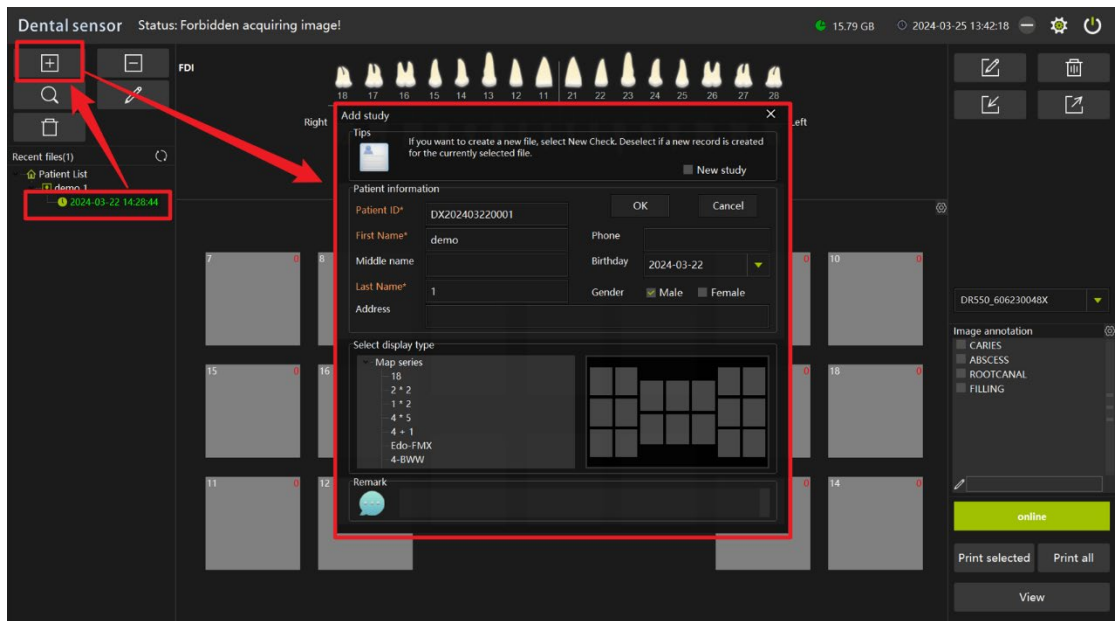 Dental sensor Status: Forbidden acquiring image! 15.79 GB 2024-03-25 13:42:18
FDI
18 17 16 15 14 13 12 11 21 22 23 24 25 26 27 28
Right Left
Recent files(1)
Patient List
demo 1
2024-03-22 14:28:44
Add study
Tips
If you want to create a new file, select New Check. Deselect if a new record is created
for the currently selected file.
New study
Patient information
Patient ID* DX202403220001 OK Cancel
First Name* demo Phone
Middle name Birthday 2024-03-22
Last Name* 1 Gender Male Female
Address
Select display type
Map series
18
2 * 2
1 * 2
4 * 5
4 + 1
Edo-FMX
4-BWW
Remark
7 0 8 0 10 0
15 0 16 0 18 0
11 0 12 0 14 0
DR550_606230048X
Image annotation
CARIES
ABSCESS
ROOTCANAL
FILLING
online
Print selected Print all
View